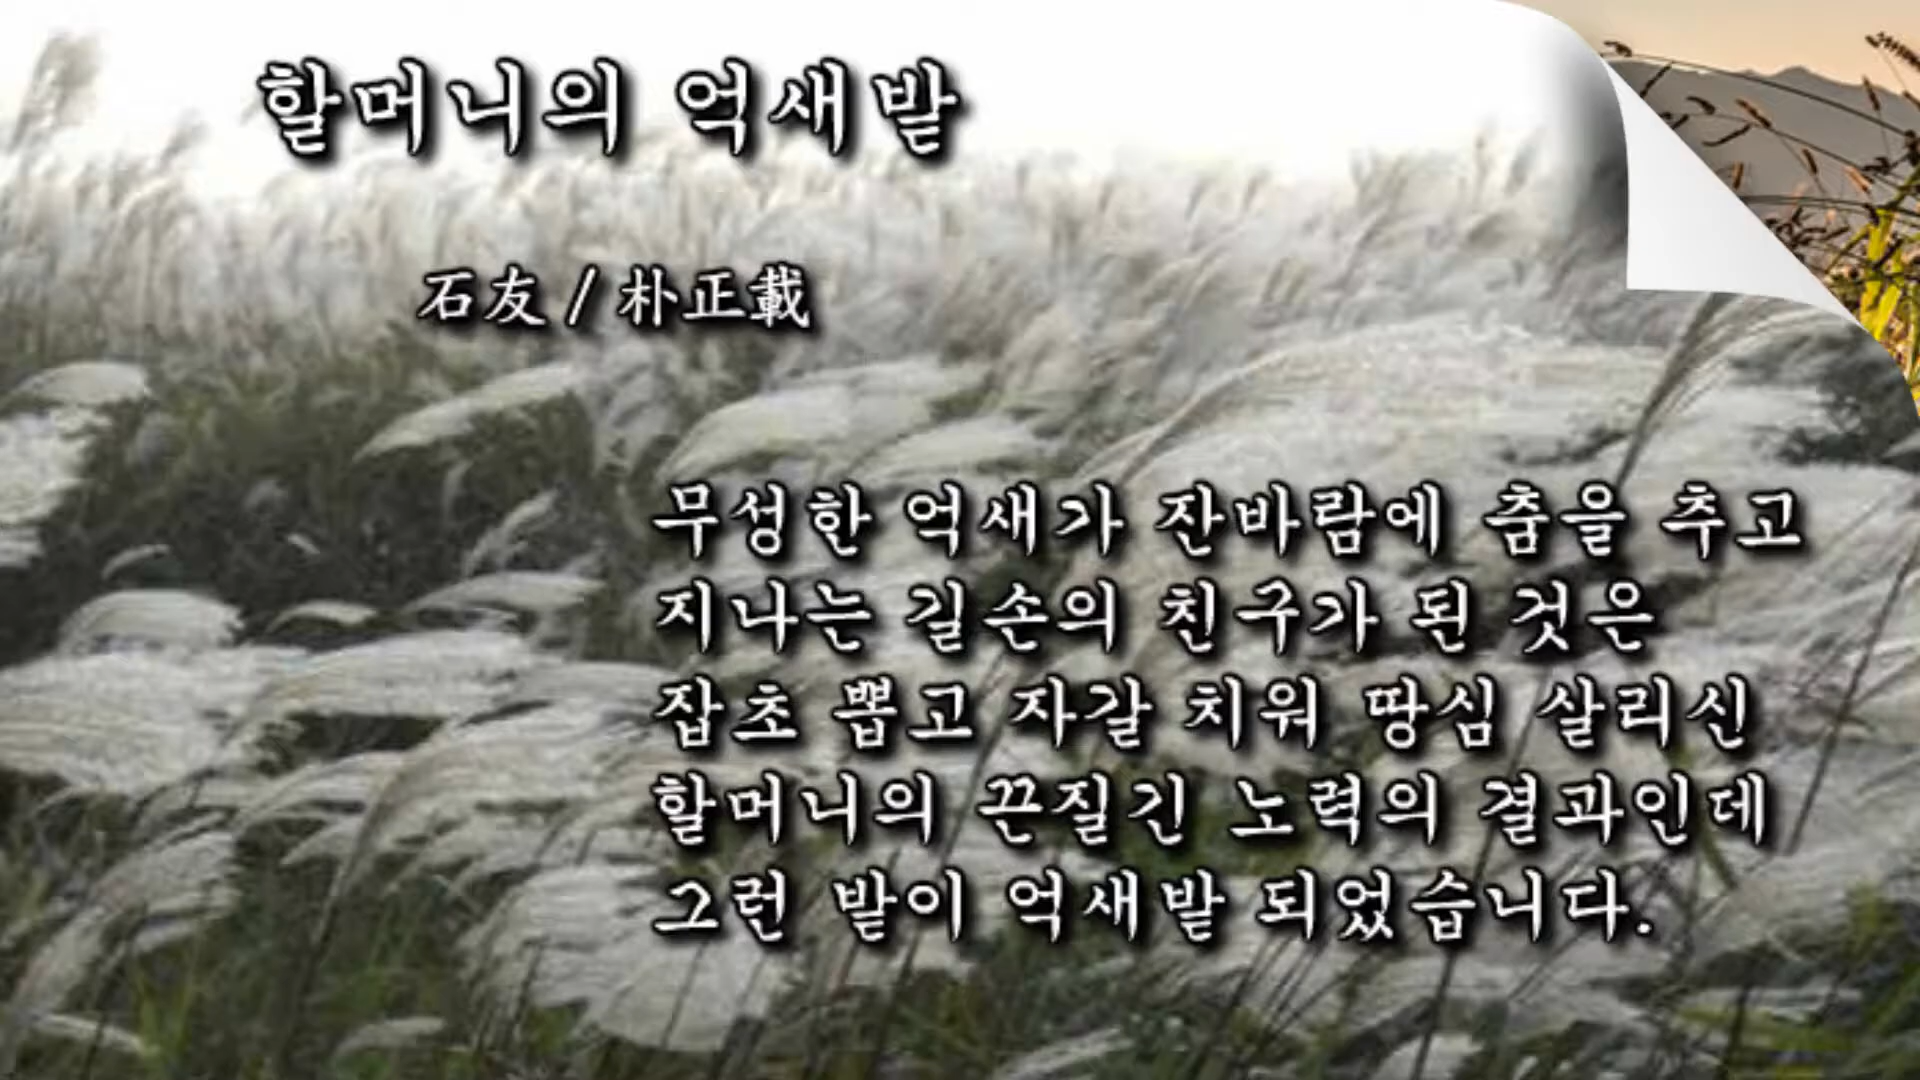 할머니의 억새밭
石友 / 朴正載
무성한 억새가 잔바람에 춤을 추고
지나는 길손의 친구가 된 것은
잡초 뽑고 자갈 치워 땅심 살리신
할머니의 끈질긴 노력의 결과인데
그런 밭이 억새밭 되었습니다.